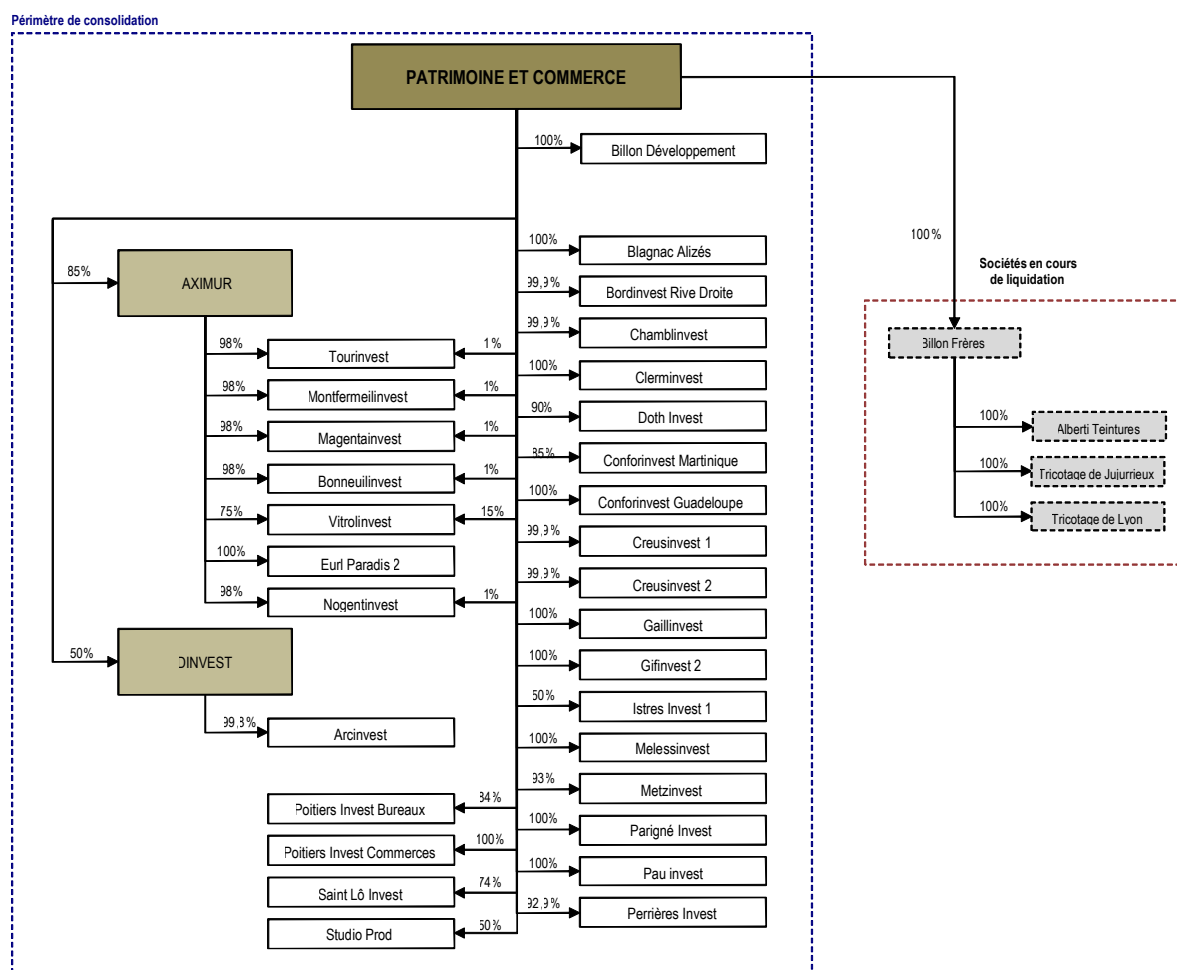 Périmètre de consolidation
PATRIMOINE ET COMMERCE
100%
Billon Développement
100%
Sociétés en cours
de liquidation
Billon Frères
100%
Alberti Teintures
100%
Tricotage de Jujurrieux
100%
Tricotage de Lyon
85%
AXIMUR
98%
Tourinvest
1%
98%
Montfermeilinvest
1%
98%
Magentainvest
1%
98%
Bonneuilinvest
1%
75%
Vitrolinvest
15%
100%
Eurl Paradis 2
98%
Nogentinvest
1%
50%
DINVEST
99,8%
Arcinvest
84%
Poitiers Invest Bureaux
100%
Poitiers Invest Commerces
74%
Saint Lô Invest
Studio Prod
100%
Blagnac Alizés
99,9%
Bordinvest Rive Droite
99,9%
Chamblinvest
100%
Clerminvest
90%
Doth Invest
85%
Conforinvest Martinique
100%
Conforinvest Guadeloupe
99,9%
Creusinvest 1
99,9%
Creusinvest 2
100%
Gaillinvest
100%
Gifinvest 2
Istres Invest 1
100%
Melessinvest
93%
Metzinvest
100%
Parigné Invest
100%
Pau invest
92,9%
Perrières Invest